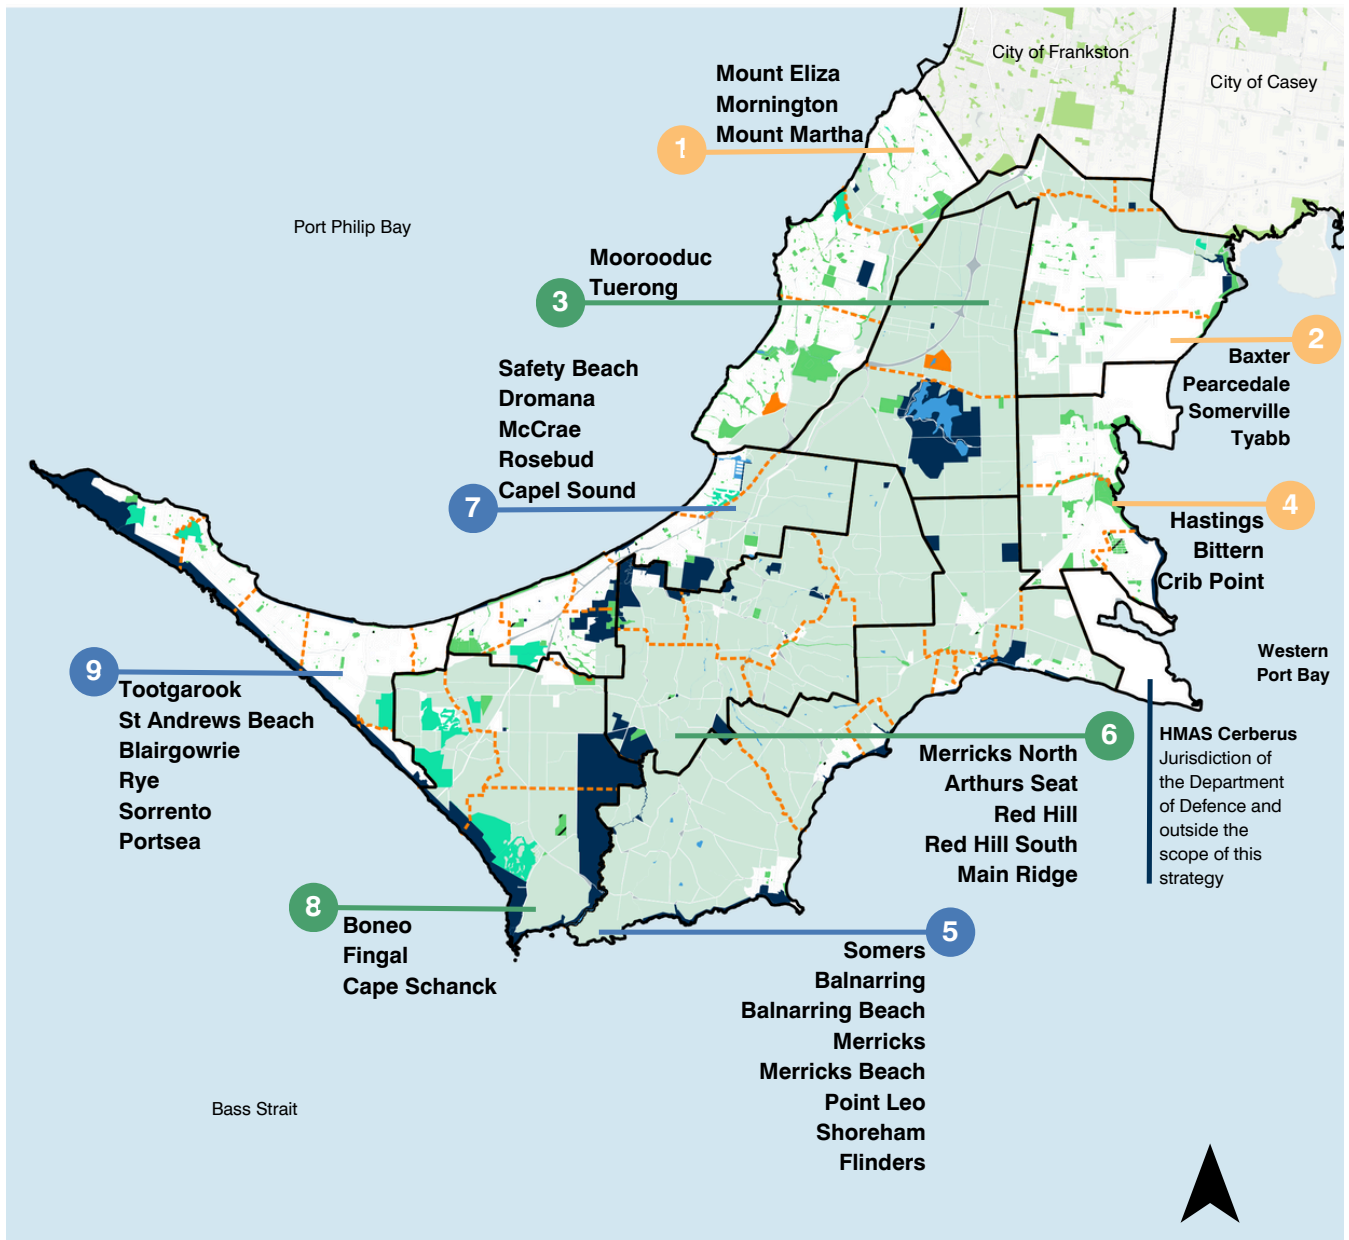 City of Frankston
City of Casey
Mount Eliza
Mornington
Mount Martha
1
Port Philip Bay
Moorooduc
Tuerong
3
2
Baxter
Pearcedale
Somerville
Tyabb
Safety Beach
Dromana
McCrae
Rosebud
Capel Sound
7
4
Hastings
Bittern
Crib Point
9
Tootgarook
St Andrews Beach
Blairgowrie
Rye
Sorrento
Portsea
Western
Port Bay
6
Merricks North
Arthurs Seat
Red Hill
Red Hill South
Main Ridge
HMAS Cerberus
Jurisdiction of
the Department
of Defence and
outside the
scope of this
strategy
8
Boneo
Fingal
Cape Schanck
5
Somers
Balnarring
Balnarring Beach
Merricks
Merricks Beach
Point Leo
Shoreham
Flinders
Bass Strait